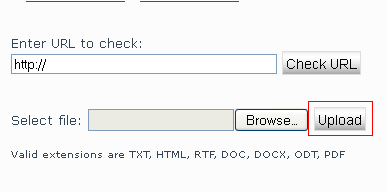 Enter URL to check:
http:// Check URL
Select file: Browse... Upload
Valid extensions are TXT, HTML, RTF, DOC, DOCX, ODT, PDF